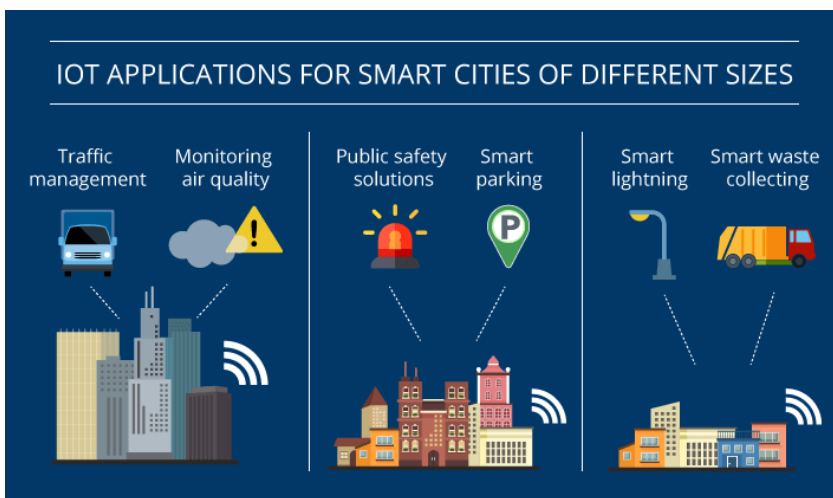 IOT APPLICATIONS FOR SMART CITIES OF DIFFERENT SIZES
Traffic
management
Monitoring
air quality
Public safety
solutions
Smart
parking
Smart
lightning
Smart waste
collecting
!
P